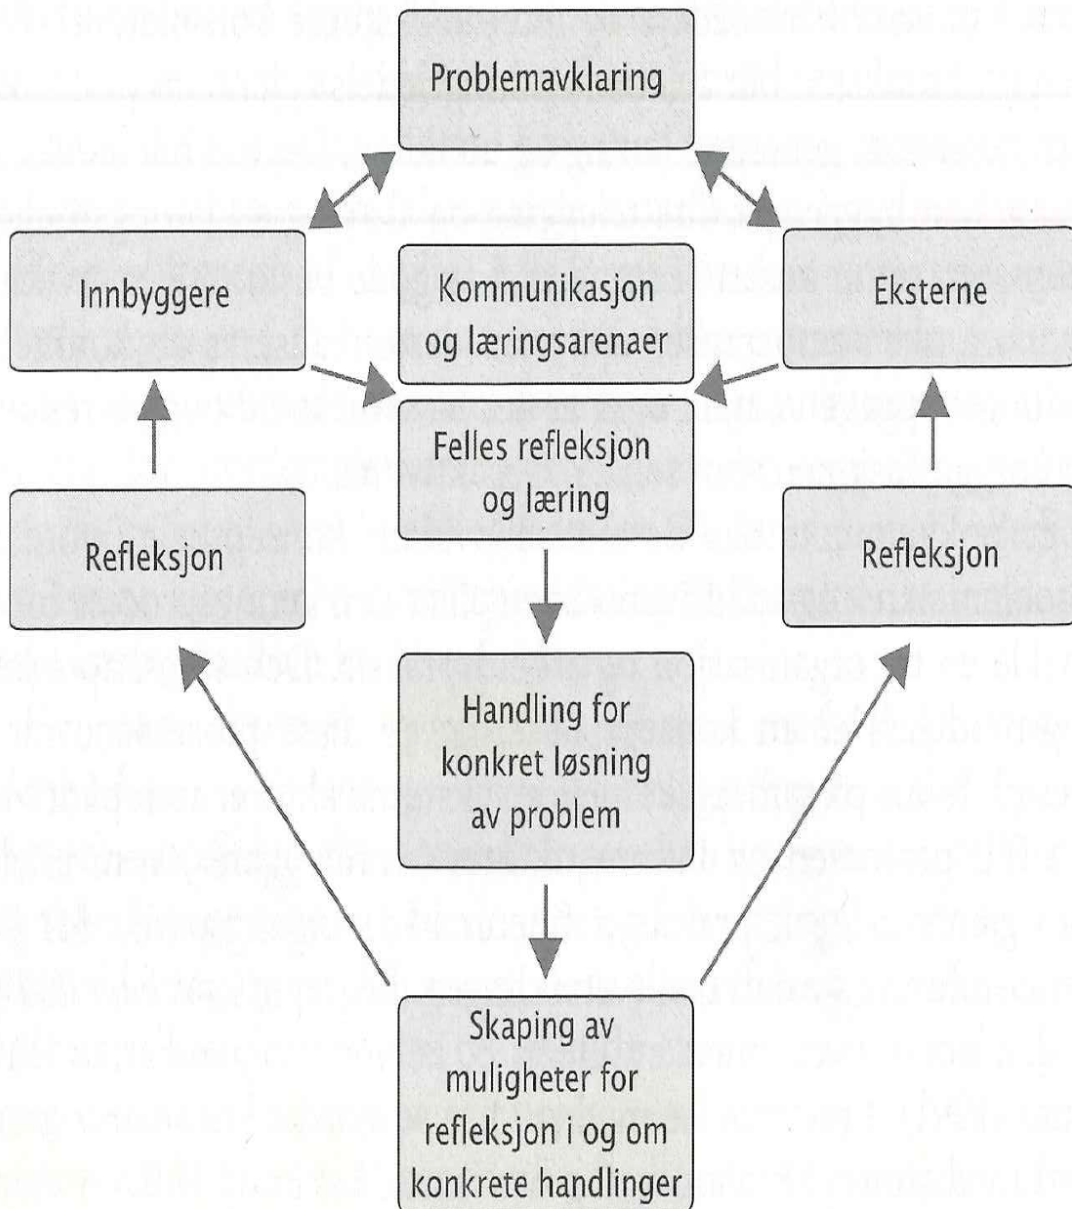 Problemavklaring
Innbyggere
Kommunikasjon
og læringsarenaer
Eksterne
Felles refleksjon
og læring
Refleksjon
Refleksjon
Handling for
konkret løsning
av problem
Skaping av
muligheter for
refleksjon i og om
konkrete handlinger